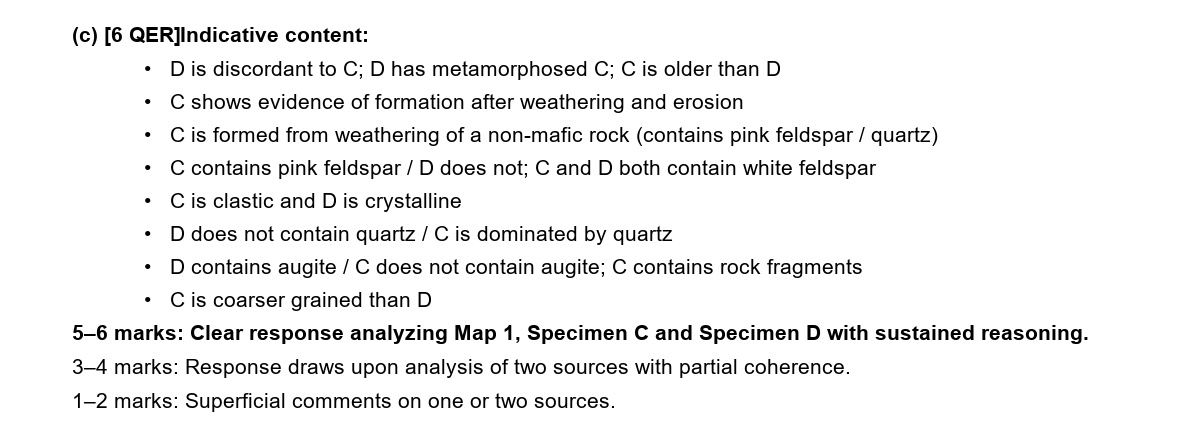 (c) [6 QER]Indicative content:
• D is discordant to C; D has metamorphosed C; C is older than D
• C shows evidence of formation after weathering and erosion
• C is formed from weathering of a non-mafic rock (contains pink feldspar / quartz)
• C contains pink feldspar / D does not; C and D both contain white feldspar
• C is clastic and D is crystalline
• D does not contain quartz / C is dominated by quartz
• D contains augite / C does not contain augite; C contains rock fragments
• C is coarser grained than D
5–6 marks: Clear response analyzing Map 1, Specimen C and Specimen D with sustained reasoning.
3–4 marks: Response draws upon analysis of two sources with partial coherence.
1–2 marks: Superficial comments on one or two sources.